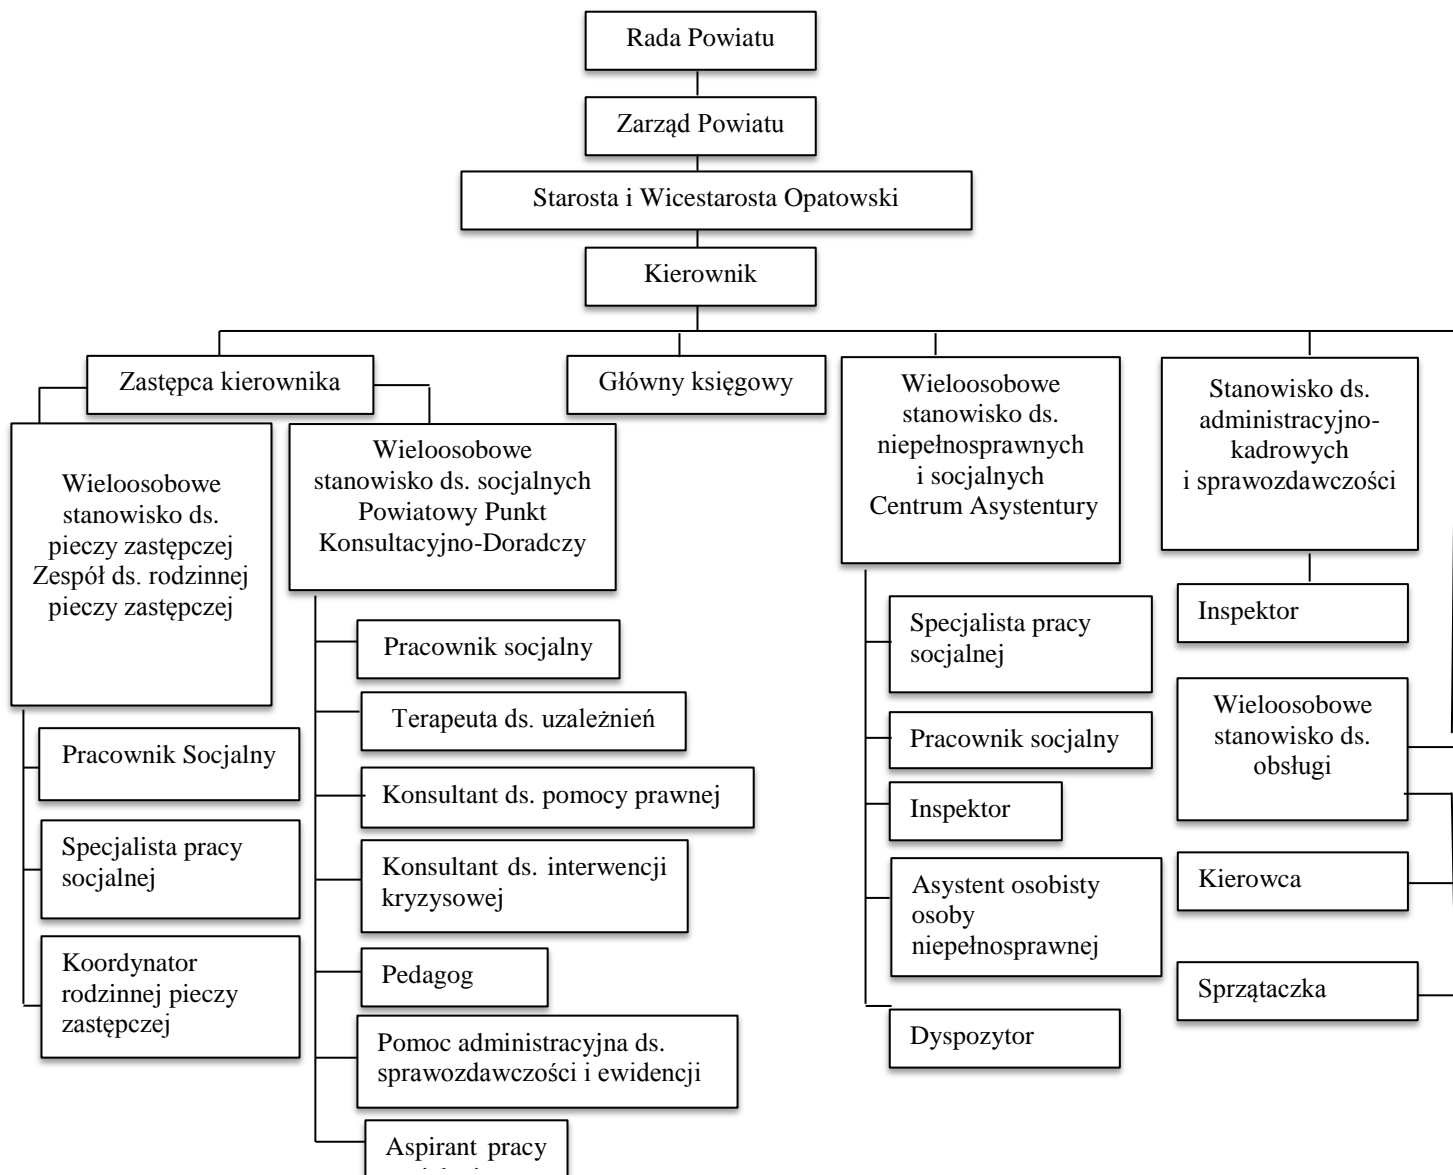 Rada Powiatu
Zarząd Powiatu
Starosta i Wicestarosta Opatowski
Kierownik
Zastępca kierownika
Główny księgowy
Wieloosobowe
stanowisko ds.
niepełnosprawnych
i socjalnych
Centrum Asystentury
Stanowisko ds.
administracyjno-
kadrowych
i sprawozdawczości
Wieloosobowe
stanowisko ds.
pieczy zastępczej
Zespół ds. rodzinnej
pieczy zastępczej
Wieloosobowe
stanowisko ds. socjalnych
Powiatowy Punkt
Konsultacyjno-Doradczy
Pracownik Socjalny
Specjalista pracy
socjalnej
Koordynator
rodzinnej pieczy
zastępczej
Pracownik socjalny
Terapeuta ds. uzależnień
Konsultant ds. pomocy prawnej
Konsultant ds. interwencji
kryzysowej
Pedagog
Pomoc administracyjna ds.
sprawozdawczości i ewidencji
Aspirant pracy
Specjalista pracy
socjalnej
Pracownik socjalny
Inspektor
Asystent osobisty
osoby
niepełnosprawnej
Dyspozytor
Inspektor
Wieloosobowe
stanowisko ds.
obsługi
Kierowca
Sprzątaczka